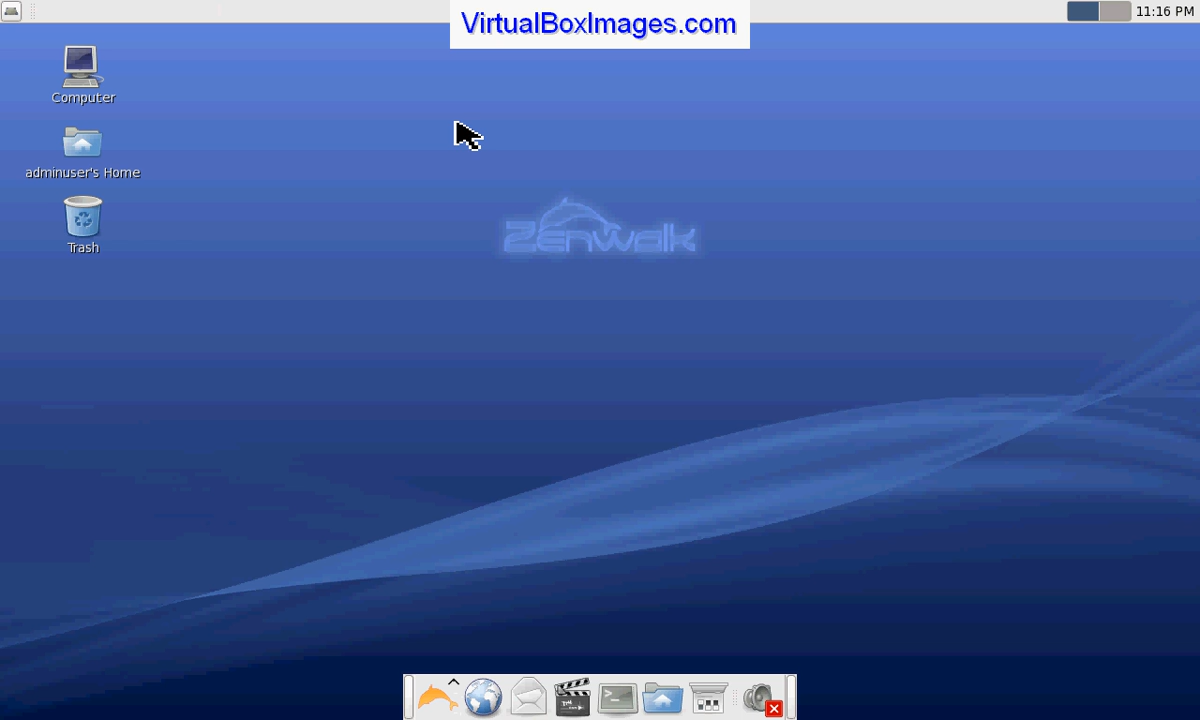 VirtualBoxImages.com
11:16 PM
Computer
adminuser's Home
Trash
Zenwalk